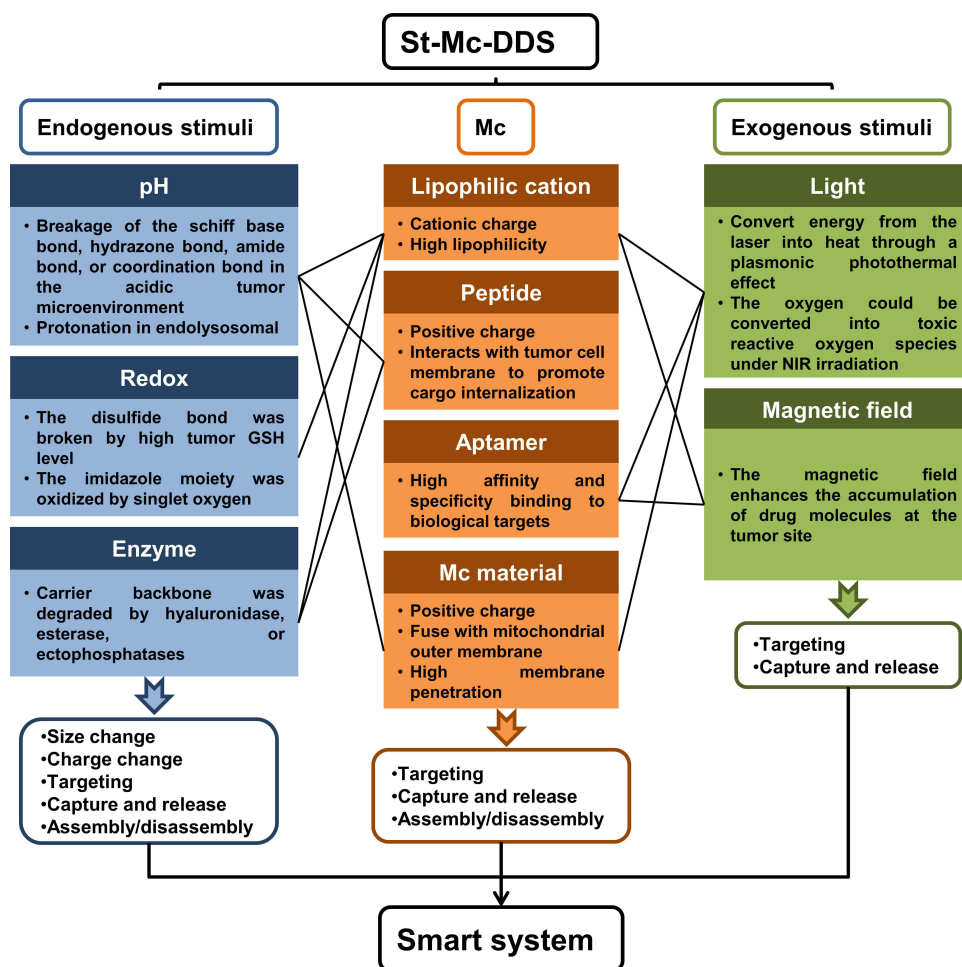 St-Mc-DDS
Endogenous stimuli
pH
• Breakage of the schiff base
bond, hydrazone bond, amide
bond, or coordination bond in
the acidic tumor
microenvironment
• Protonation in endolysosomal
Redox
• The disulfide bond was
broken by high tumor GSH
level
• The imidazole moiety was
oxidized by singlet oxygen
Enzyme
• Carrier backbone was
degraded by hyaluronidase,
esterase, or
ectophosphatases
•Size change
•Charge change
•Targeting
•Capture and release
•Assembly/disassembly
Mc
Lipophilic cation
• Cationic charge
• High lipophilicity
Peptide
• Positive charge
• Interacts with tumor cell
membrane to promote
cargo internalization
Aptamer
• High affinity and
specificity binding to
biological targets
Mc material
• Positive charge
• Fuse with mitochondrial
outer membrane
• High membrane
penetration
•Targeting
•Capture and release
•Assembly/disassembly
Exogenous stimuli
Light
• Convert energy from the
laser into heat through a
plasmonic photothermal
effect
• The oxygen could be
converted into toxic
reactive oxygen species
under NIR irradiation
Magnetic field
• The magnetic field
enhances the accumulation
of drug molecules at the
tumor site
•Targeting
•Capture and release
Smart system